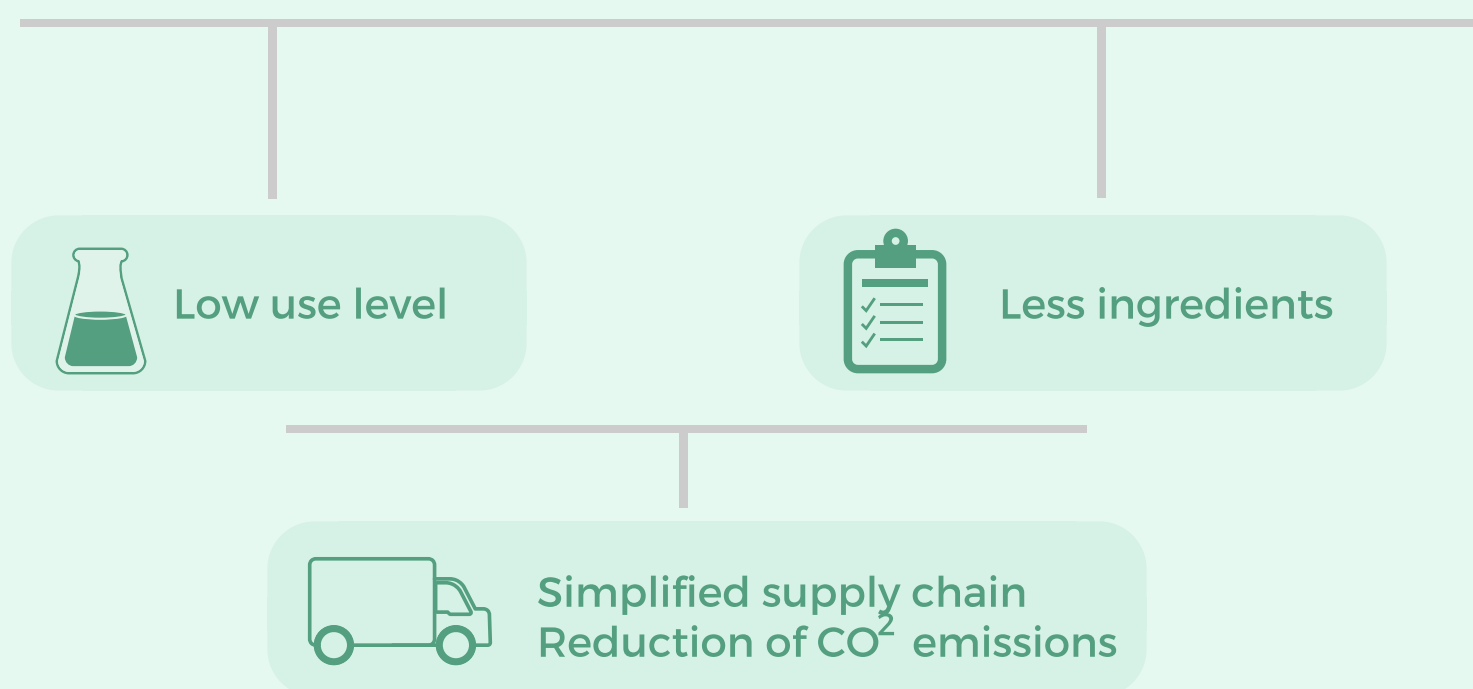 Low use level
Less ingredients
Simplified supply chain
Reduction of CO² emissions